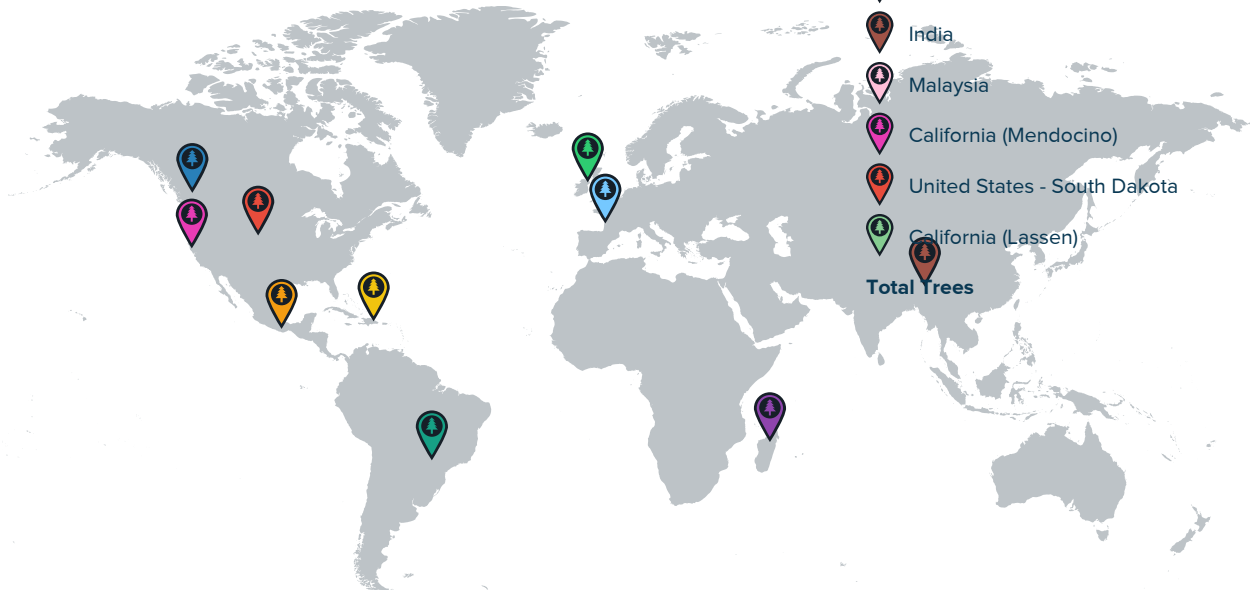 India
Malaysia
California (Mendocino)
United States - South Dakota
California (Lassen)
Total Trees